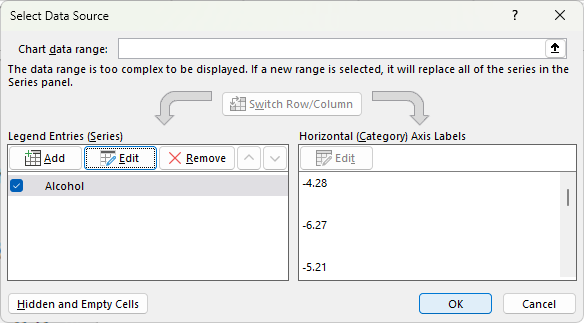 Select Data Source
Chart data range:
The data range is too complex to be displayed. If a new range is selected, it will replace all of the series in the
Series panel.
Switch Row/Column
Legend Entries (Series)
Horizontal (Category) Axis Labels
Add Edit Remove
Edit
Alcohol
-4.28
-6.27
-5.21
Hidden and Empty Cells
OK Cancel